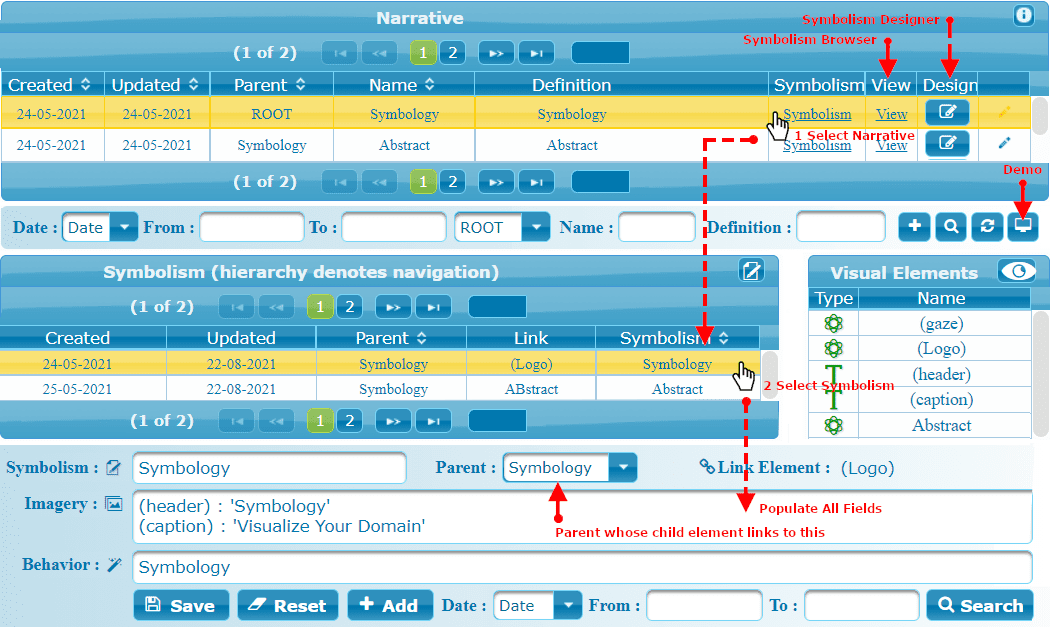 Narrative
Symbolism Designer
(1 of 2) 1 2
Symbolism Browser
Created Updated Parent Name Definition Symbolism View Design
24-05-2021 24-05-2021 ROOT Symbology Symbology Symbolism View
1 Select Narrative
24-05-2021 24-05-2021 Symbology Abstract Abstract Symbolism View
Demo
(1 of 2) 1 2
Date : Date From : To : ROOT Name : Definition :
Symbolism (hierarchy denotes navigation)
(1 of 2) 1 2
Created Updated Parent Link Symbolism
24-05-2021 22-08-2021 Symbology (Logo) Symbology
2 Select Symbolism
25-05-2021 22-08-2021 Symbology ABstract Abstract
(1 of 2) 1 2
Visual Elements
Type Name
(gaze)
(Logo)
T (header)
T (caption)
Abstract
Symbolism : Symbology Parent : Symbology Link Element : (Logo)
Imagery : (header) : 'Symbology'
(caption) : 'Visualize Your Domain'
Populate All Fields
Parent whose child element links to this
Behavior : Symbology
Save Reset Add Date : Date From : To : Search